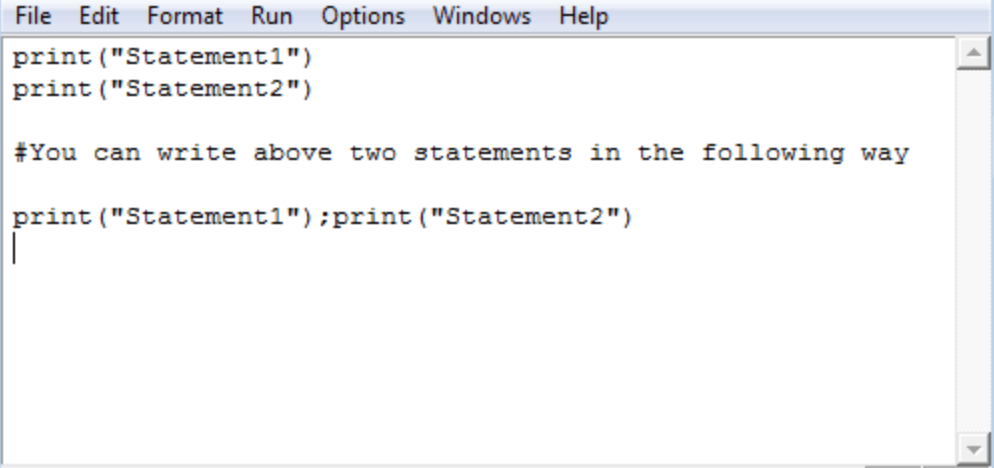 File Edit Format Run Options Windows Help
print("Statement1")
print("Statement2")
#You can write above two statements in the following way
print("Statement1");print("Statement2")